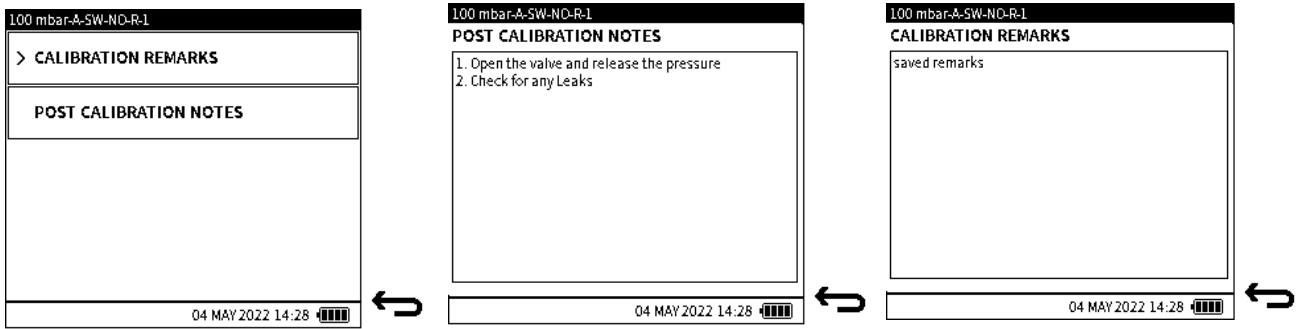 100 mbar-A-SW-NO-R-1
> CALIBRATION REMARKS
POST CALIBRATION NOTES
04 MAY 2022 14:28
100 mbar-A-SW-NO-R-1
POST CALIBRATION NOTES
1. Open the valve and release the pressure
2. Check for any Leaks
04 MAY 2022 14:28
100 mbar-A-SW-NO-R-1
CALIBRATION REMARKS
saved remarks
04 MAY 2022 14:28